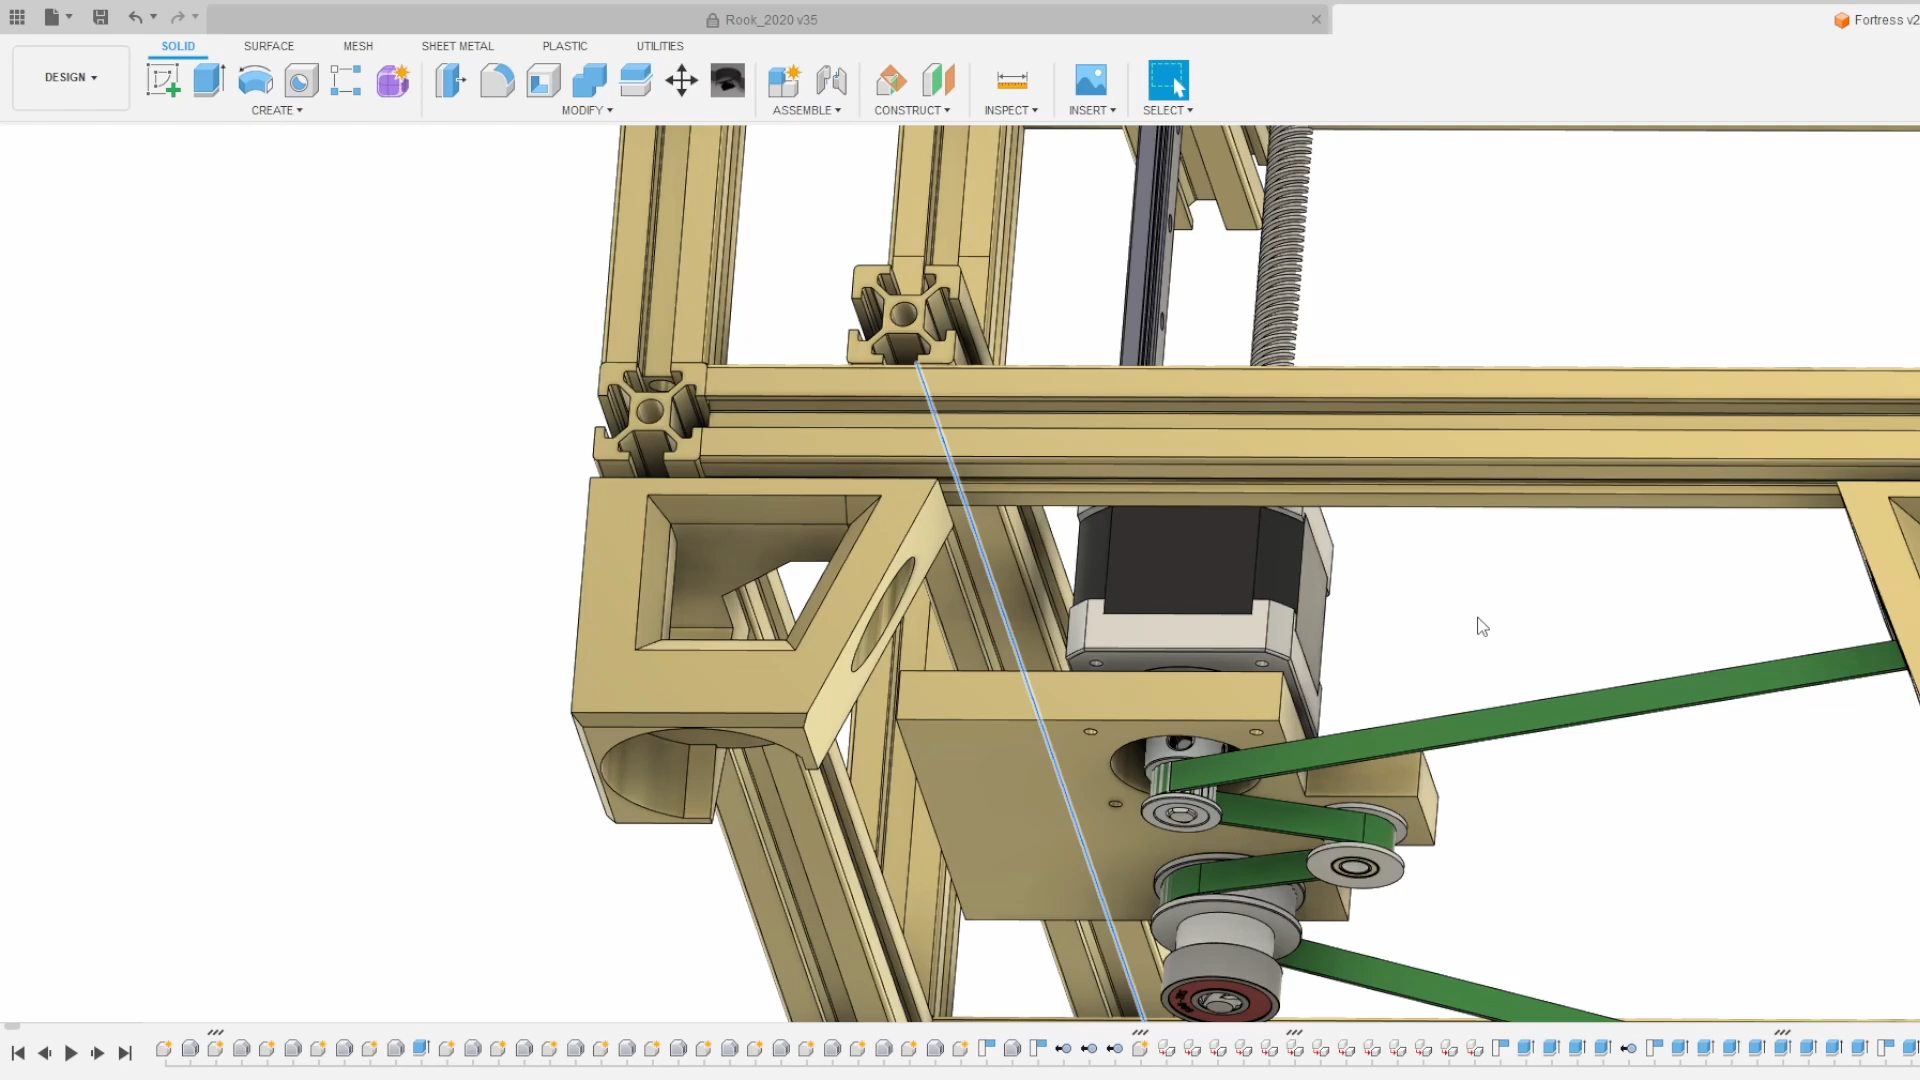 Rook_2020 v35
Fortress v2
DESIGN
SOLID
SURFACE
MESH
SHEET METAL
PLASTIC
UTILITIES
CREATE
MODIFY
ASSEMBLE
CONSTRUCT
INSPECT
INSERT
SELECT